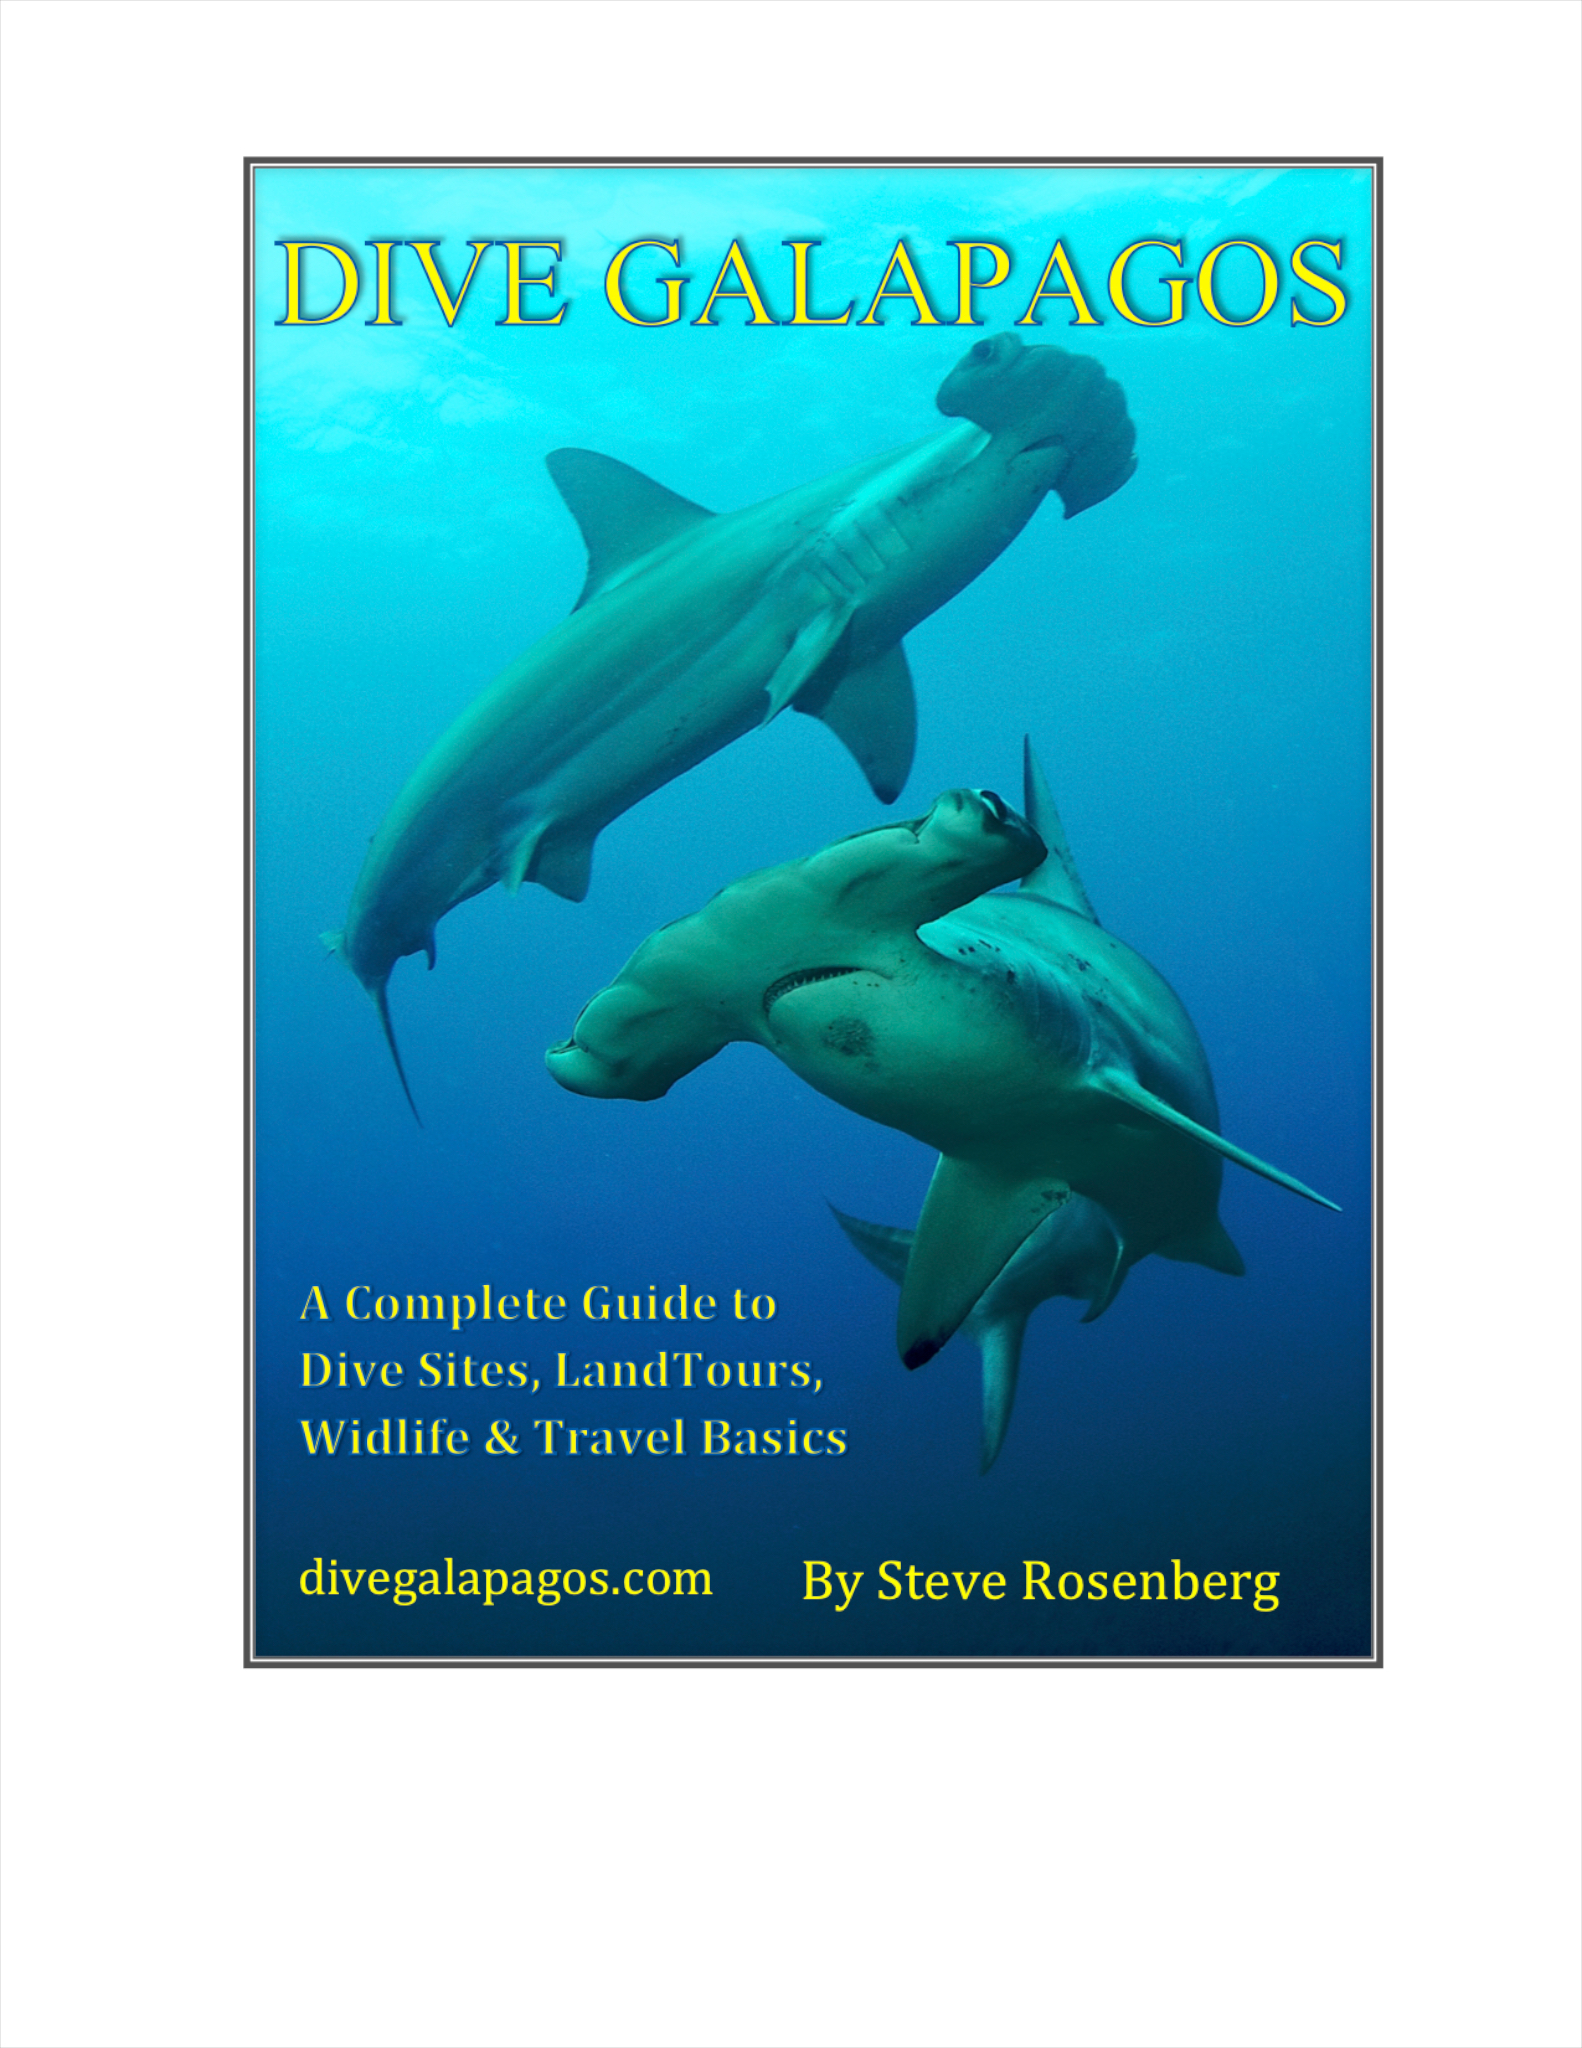 DIVE GALAPAGOS
A Complete Guide to
Dive Sites, LandTours,
Widlife & Travel Basics
divegalapagos.com
By Steve Rosenberg